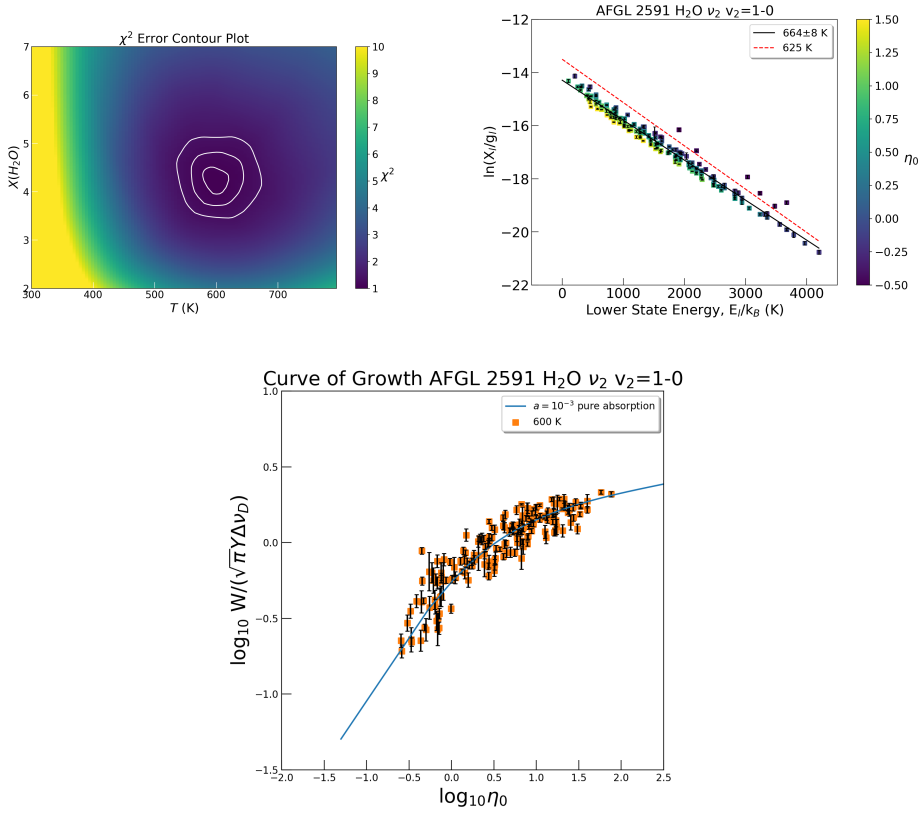 χ² Error Contour Plot
7
6
5
4
3
2
X(H₂O)
300 400 500 600 700
T (K)
10
9
8
7
6
5
4
3
2
1
χ²
AFGL 2591 H₂O ν₂ v₂=1-0
664±8 K
625 K
−12
−14
−16
−18
−20
−22
ln(Xₗ/gₗ)
0 1000 2000 3000 4000
Lower State Energy, Eₗ/k_B (K)
1.50
1.25
1.00
0.75
0.50
0.25
0.00
−0.25
−0.50
η₀
Curve of Growth AFGL 2591 H₂O ν₂ v₂=1-0
a = 10⁻³ pure absorption
600 K
1.0
0.5
0.0
−0.5
−1.0
−1.5
log₁₀ W/(√πYΔν_D)
−2.0 −1.5 −1.0 −0.5 0.0 0.5 1.0 1.5 2.0 2.5
log₁₀η₀